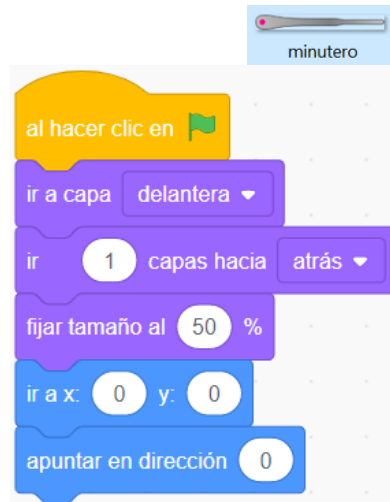 minutero
al hacer clic en
ir a capa delantera
ir 1 capas hacia atrás
fijar tamaño al 50 %
ir a x: 0 y: 0
apuntar en dirección 0